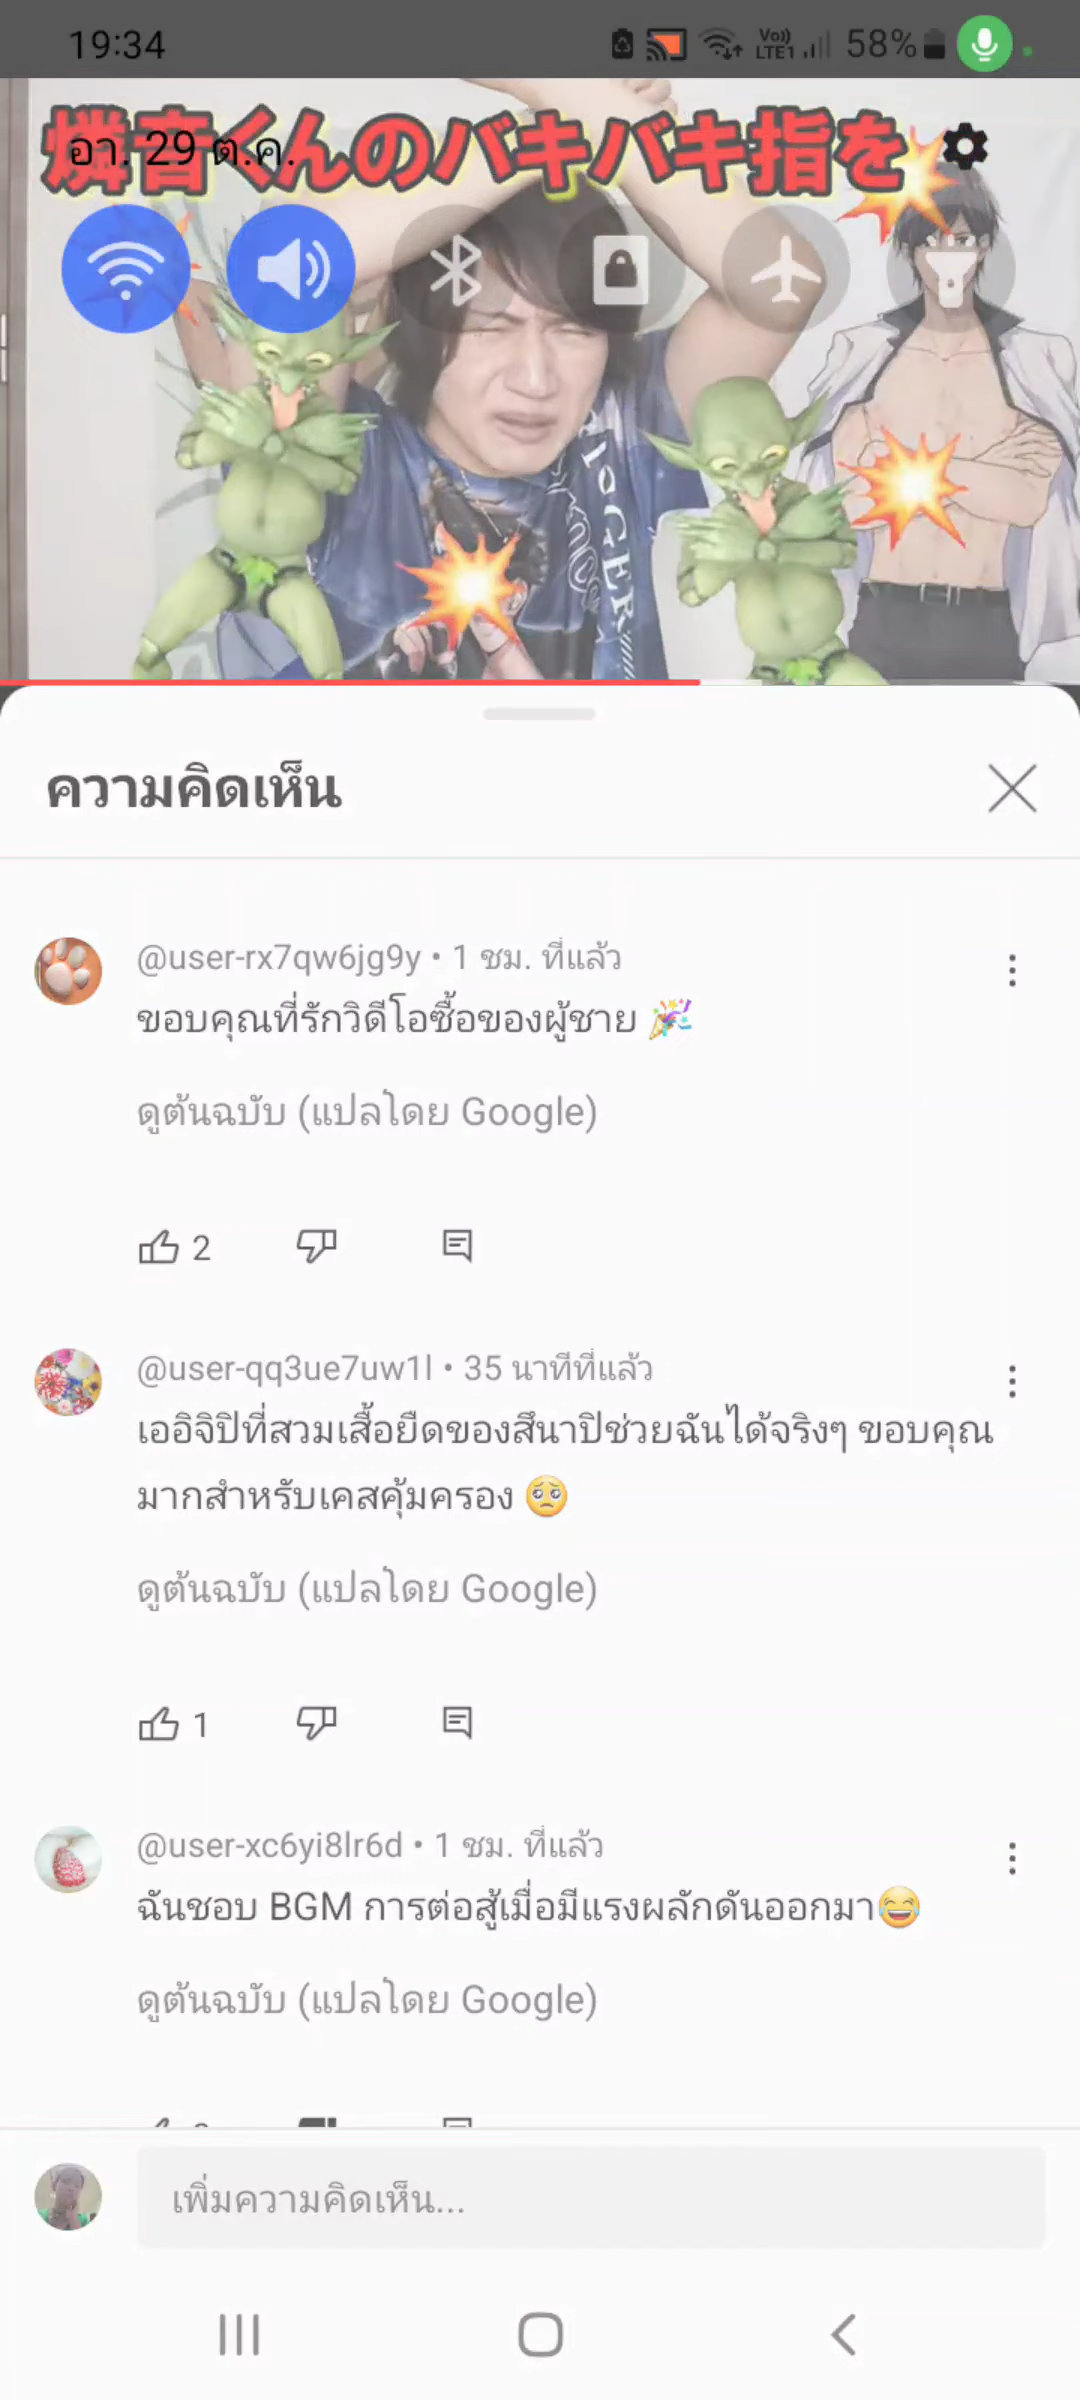 19:34
Vo)) LTE1 58%
燐音くんのバキバキ指を
อา. 29 ต.ค.
ความคิดเห็น
@user-rx7qw6jg9y • 1 ชม. ที่แล้ว
ขอบคุณที่รักวิดีโอซื้อของผู้ชาย 🎉
ดูต้นฉบับ (แปลโดย Google)
2
@user-qq3ue7uw1l • 35 นาทีที่แล้ว
เออิจิปิที่สวมเสื้อยืดของสึนาปิช่วยฉันได้จริงๆ ขอบคุณ
มากสำหรับเคสคุ้มครอง 🥺
ดูต้นฉบับ (แปลโดย Google)
1
@user-xc6yi8lr6d • 1 ชม. ที่แล้ว
ฉันชอบ BGM การต่อสู้เมื่อมีแรงผลักดันออกมา😂
ดูต้นฉบับ (แปลโดย Google)
เพิ่มความคิดเห็น...